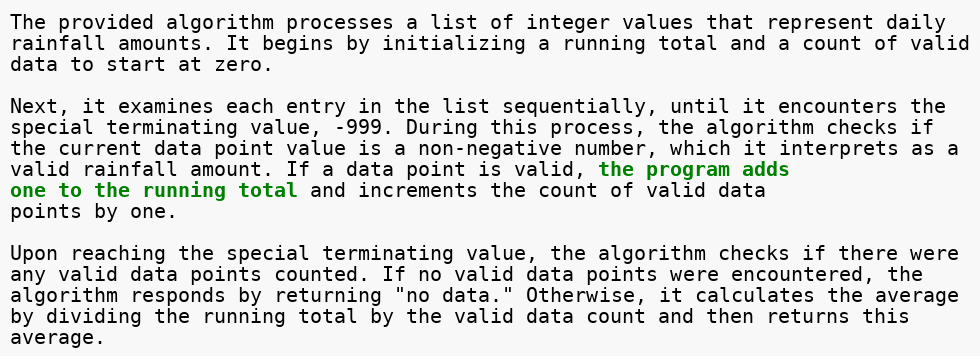 The provided algorithm processes a list of integer values that represent daily
rainfall amounts. It begins by initializing a running total and a count of valid
data to start at zero.
Next, it examines each entry in the list sequentially, until it encounters the
special terminating value, -999. During this process, the algorithm checks if
the current data point value is a non-negative number, which it interprets as a
valid rainfall amount. If a data point is valid, the program adds
one to the running total and increments the count of valid data
points by one.
Upon reaching the special terminating value, the algorithm checks if there were
any valid data points counted. If no valid data points were encountered, the
algorithm responds by returning "no data." Otherwise, it calculates the average
by dividing the running total by the valid data count and then returns this
average.